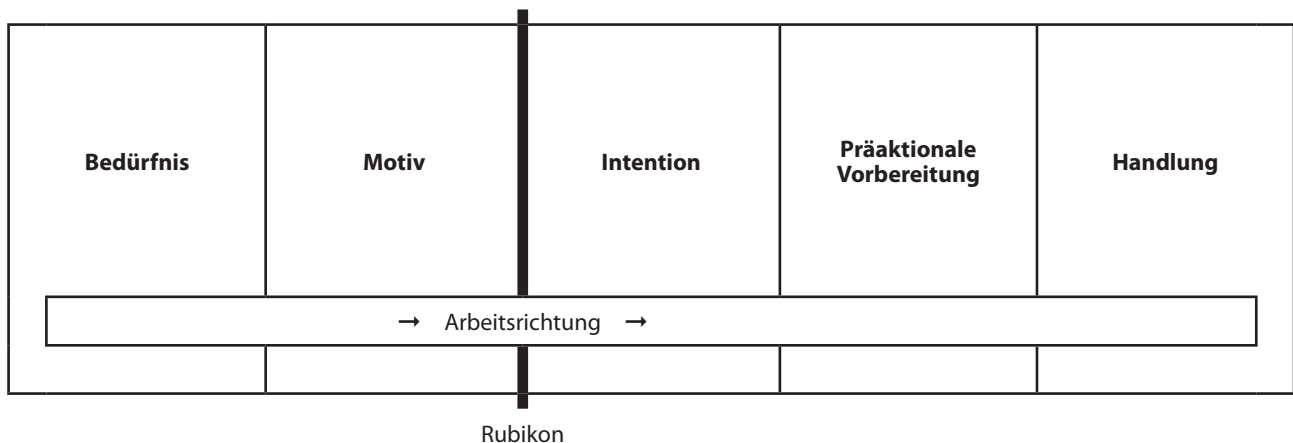 Bedürfnis
Motiv
Intention
Präaktionale
Vorbereitung
Handlung
→ Arbeitsrichtung →
Rubikon